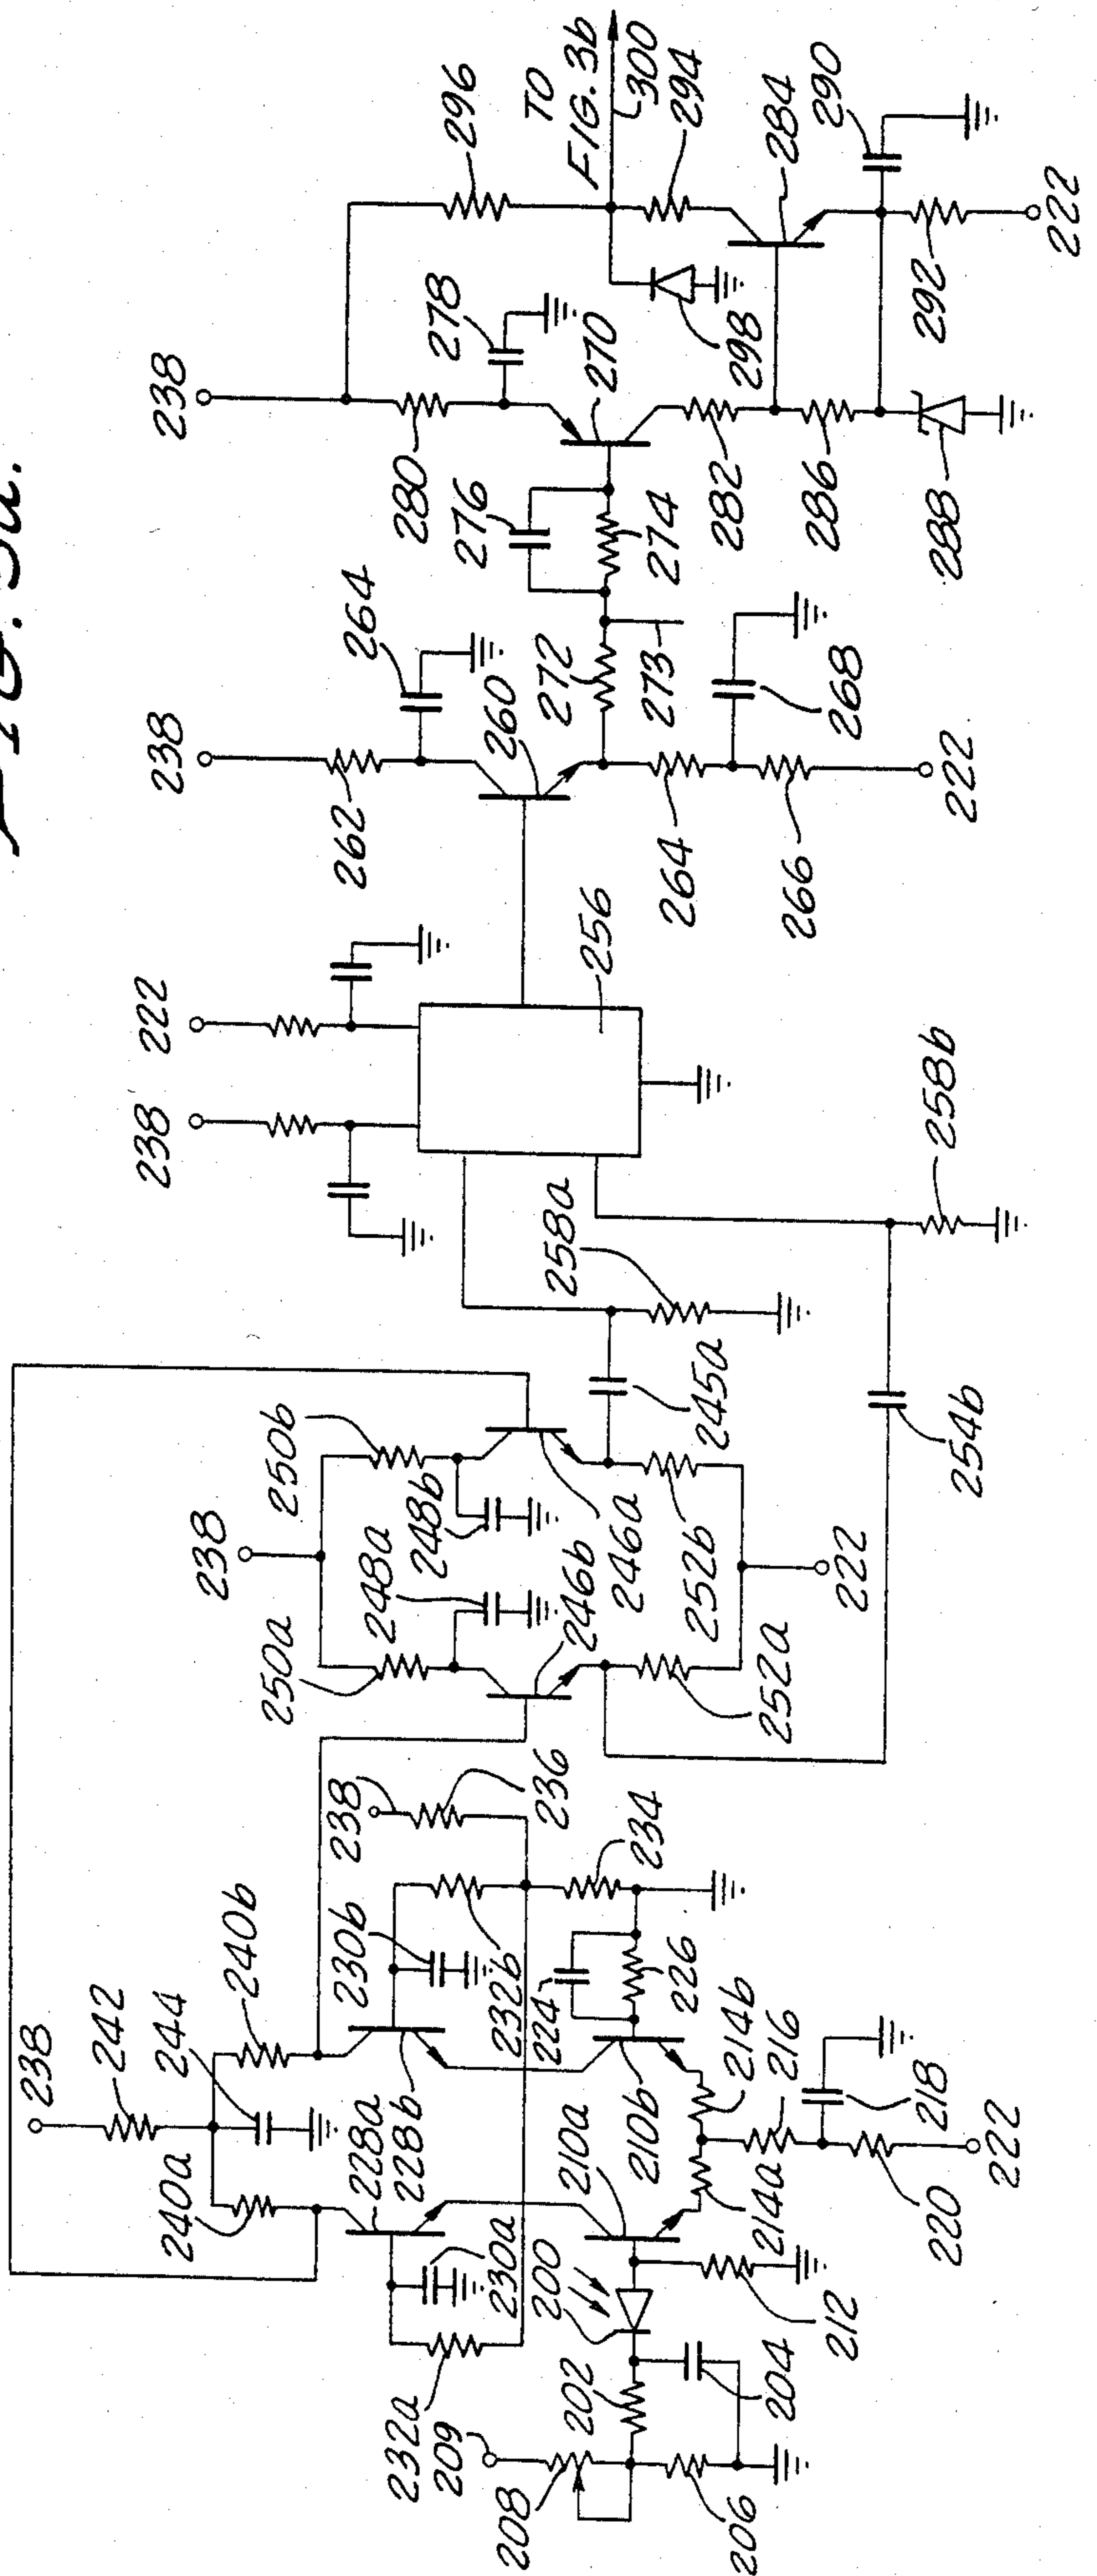 FIG. 3a.
238
242
244
240a
240b
228a
228b
230a
230b
232a
232b
209
208
202
200
204
206
212
210a
210b
214a
214b
216
218
220
222
224
226
234
236
238
238
250a
250b
248a
248b
246b
246a
252a
252b
222
245a
254b
258a
258b
238
222
256
238
262
264
260
272
273
264
266
268
222
238
276
274
280
278
270
282
286
288
298
296
TO
FIG. 3b
300
294
284
290
292
222